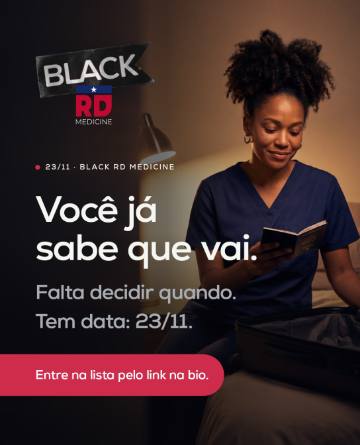 BLACK
RD
MEDICINE
23/11 · BLACK RD MEDICINE
Você já
sabe que vai.
Falta decidir quando.
Tem data: 23/11.
Entre na lista pelo link na bio.